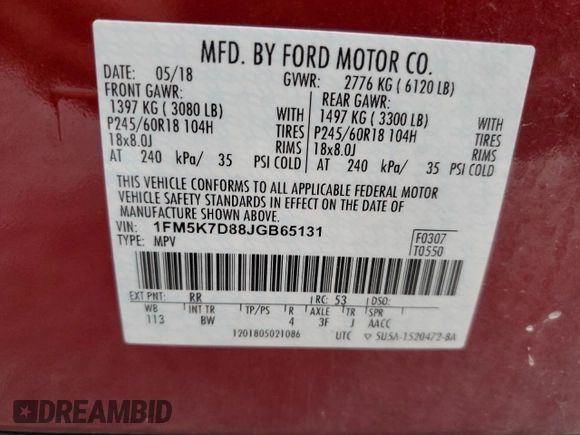 MFD. BY FORD MOTOR CO.
DATE: 05/18 GVWR: 2776 KG ( 6120 LB)
FRONT GAWR: REAR GAWR:
1397 KG ( 3080 LB) WITH 1497 KG ( 3300 LB) WITH
P245/60R18 104H TIRES P245/60R18 104H TIRES
18x8.0J RIMS 18x8.0J RIMS
AT 240 kPa/ 35 PSI COLD AT 240 kPa/ 35 PSI COLD
THIS VEHICLE CONFORMS TO ALL APPLICABLE FEDERAL MOTOR
VEHICLE SAFETY STANDARDS IN EFFECT ON THE DATE OF
MANUFACTURE SHOWN ABOVE.
VIN: 1FM5K7D88JGB65131 F0307
TYPE: MPV T0550
EXT PNT: RR RC: 53 DSO:
WB INT TR TP/PS R AXLE TR SPR
113 BW 4 3F J AACC
1201805021086 UTC ▽ 5U5A-1520472-BA
DREAMBID